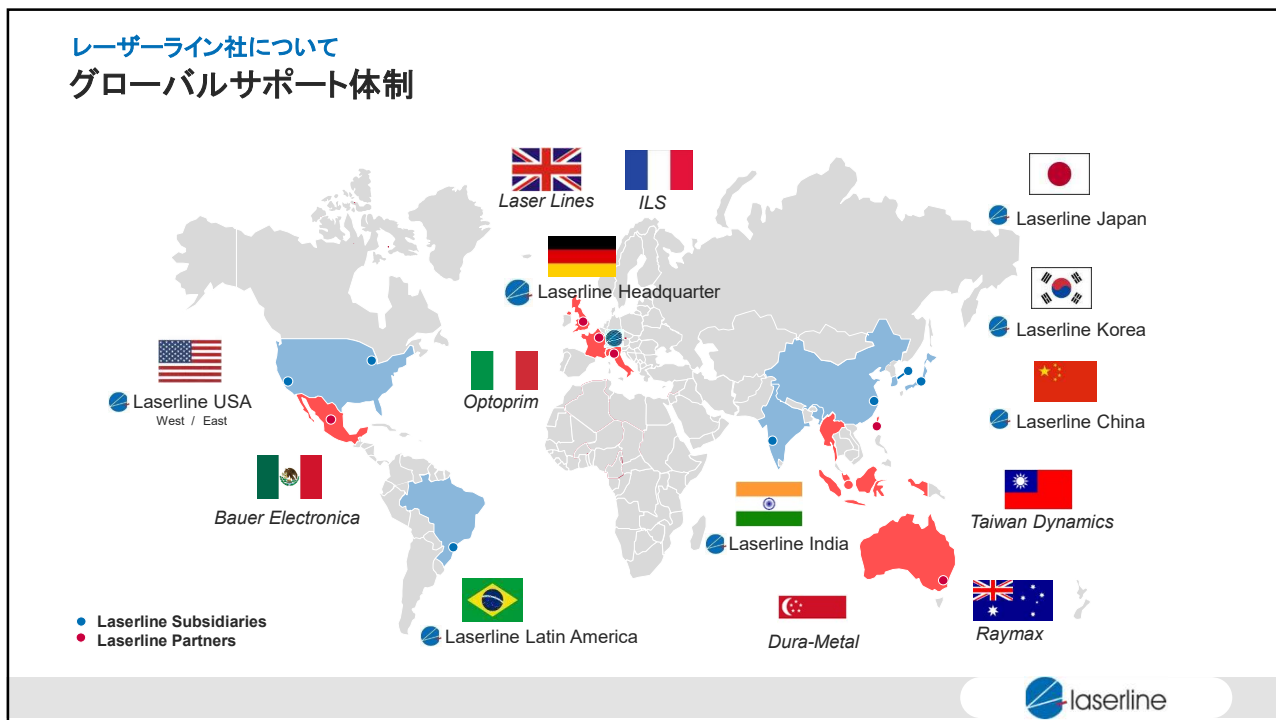 レーザーライン社について
グローバルサポート体制
Laser Lines
ILS
Laserline Headquarter
Laserline Japan
Laserline Korea
Laserline USA
West / East
Optoprim
Laserline China
Bauer Electronica
Taiwan Dynamics
Laserline India
Laserline Subsidiaries
Laserline Partners
Laserline Latin America
Dura-Metal
Raymax
laserline